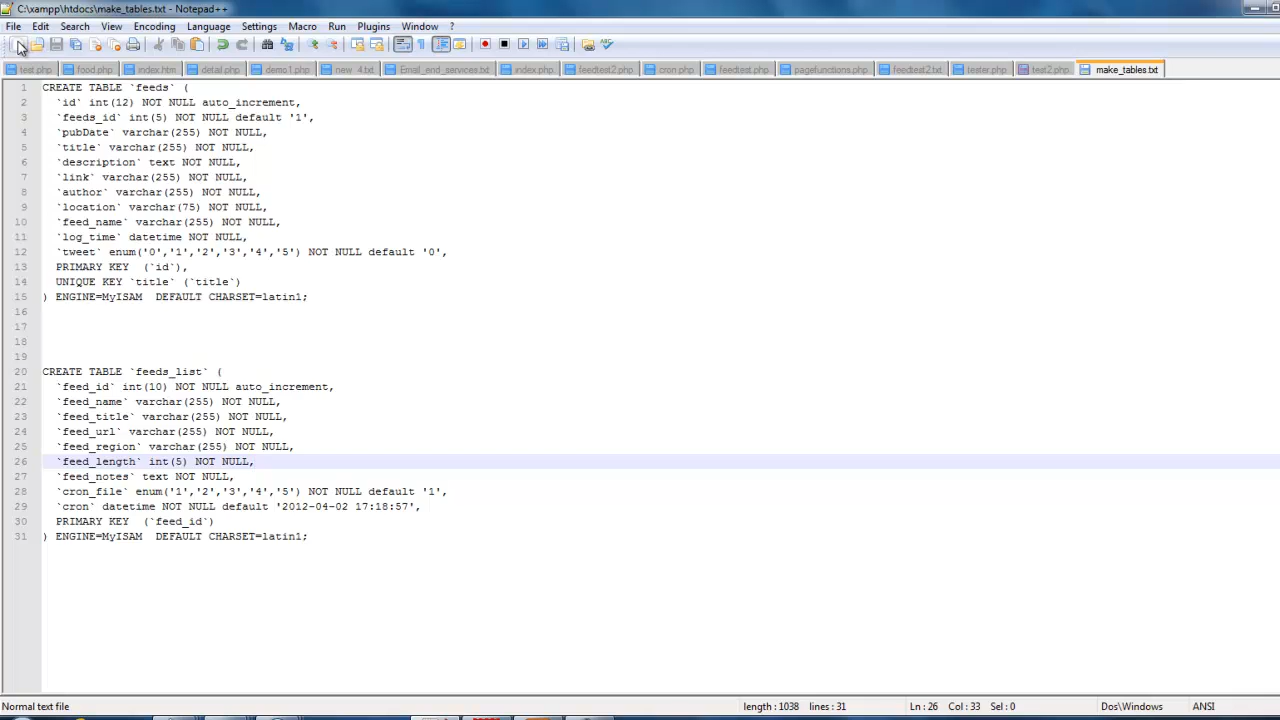 C:\xampp\htdocs\make_tables.txt - Notepad++
File Edit Search View Encoding Language Settings Macro Run Plugins Window ?
test.php food.php index.htm detail.php demo1.php new 4.txt Email_end_services.txt index.php feedtest2.php cron.php feedtest.php pagefunctions.php feedtest2.txt tester.php test2.php make_tables.txt
1 CREATE TABLE `feeds` (
2 `id` int(12) NOT NULL auto_increment,
3 `feeds_id` int(5) NOT NULL default '1',
4 `pubDate` varchar(255) NOT NULL,
5 `title` varchar(255) NOT NULL,
6 `description` text NOT NULL,
7 `link` varchar(255) NOT NULL,
8 `author` varchar(255) NOT NULL,
9 `location` varchar(75) NOT NULL,
10 `feed_name` varchar(255) NOT NULL,
11 `log_time` datetime NOT NULL,
12 `tweet` enum('0','1','2','3','4','5') NOT NULL default '0',
13 PRIMARY KEY  (`id`),
14 UNIQUE KEY `title` (`title`)
15 ) ENGINE=MyISAM  DEFAULT CHARSET=latin1;
16
17
18
19
20 CREATE TABLE `feeds_list` (
21 `feed_id` int(10) NOT NULL auto_increment,
22 `feed_name` varchar(255) NOT NULL,
23 `feed_title` varchar(255) NOT NULL,
24 `feed_url` varchar(255) NOT NULL,
25 `feed_region` varchar(255) NOT NULL,
26 `feed_length` int(5) NOT NULL,
27 `feed_notes` text NOT NULL,
28 `cron_file` enum('1','2','3','4','5') NOT NULL default '1',
29 `cron` datetime NOT NULL default '2012-04-02 17:18:57',
30 PRIMARY KEY  (`feed_id`)
31 ) ENGINE=MyISAM  DEFAULT CHARSET=latin1;
Normal text file length : 1038 lines : 31 Ln : 26 Col : 33 Sel : 0 Dos\Windows ANSI